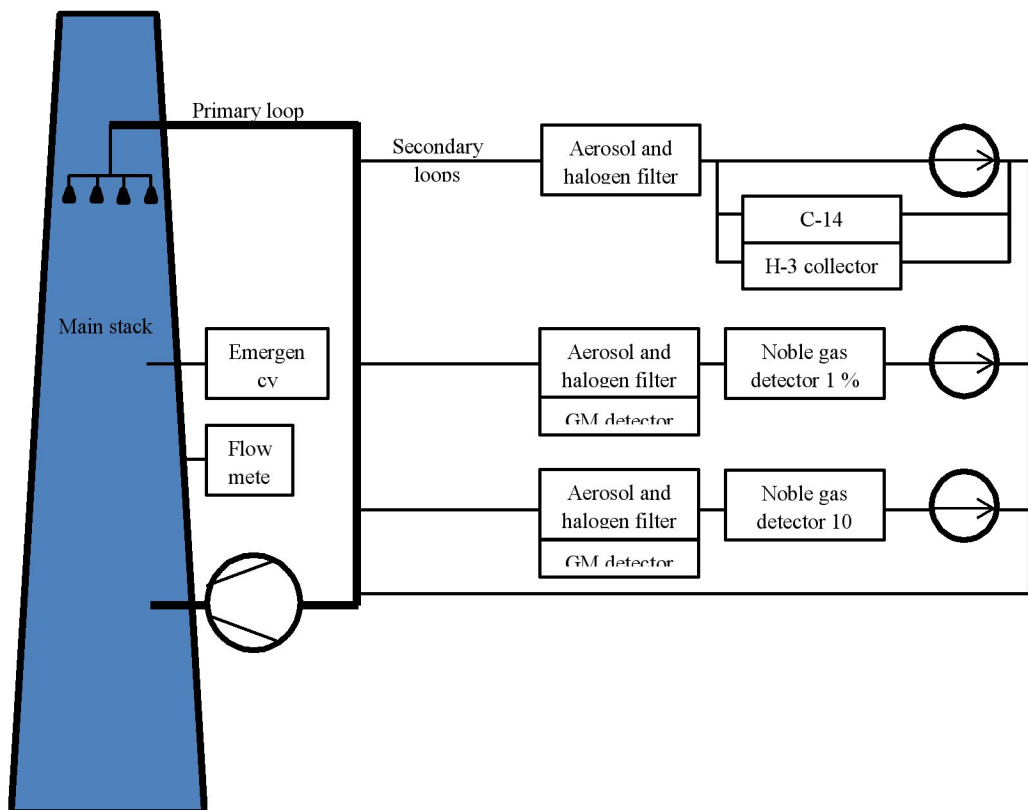 Primary loop
Secondary
loops
Aerosol and
halogen filter
C-14
H-3 collector
Main stack
Emergen
cy
Aerosol and
halogen filter
GM detector
Noble gas
detector 1 %
Flow
mete
Aerosol and
halogen filter
GM detector
Noble gas
detector 10